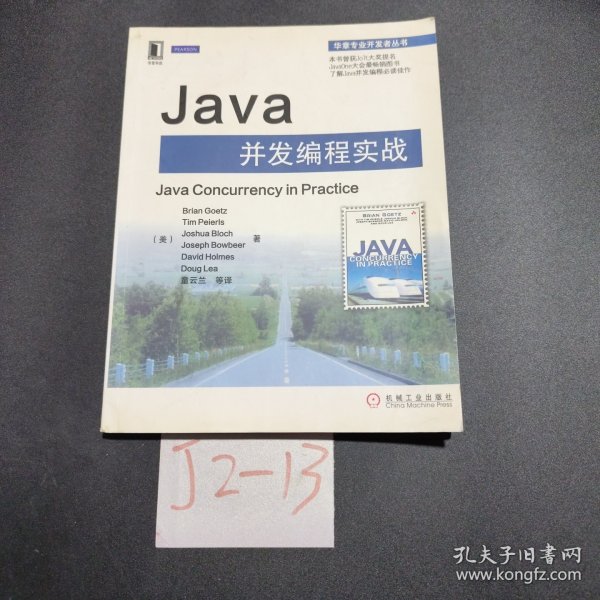 华章专业开发者丛书
PEARSON
本书曾获Jolt大奖提名
JavaOne大会最畅销图书
了解Java并发编程必读佳作
Java
并发编程实战
Java Concurrency in Practice
Brian Goetz
Tim Peierls
(美) Joshua Bloch 著
Joseph Bowbeer
David Holmes
Doug Lea
童云兰 等译
BRIAN GOETZ
JAVA
CONCURRENCY
IN PRACTICE
机械工业出版社
China Machine Press
J2-13
孔夫子旧书网
www.kongfz.com